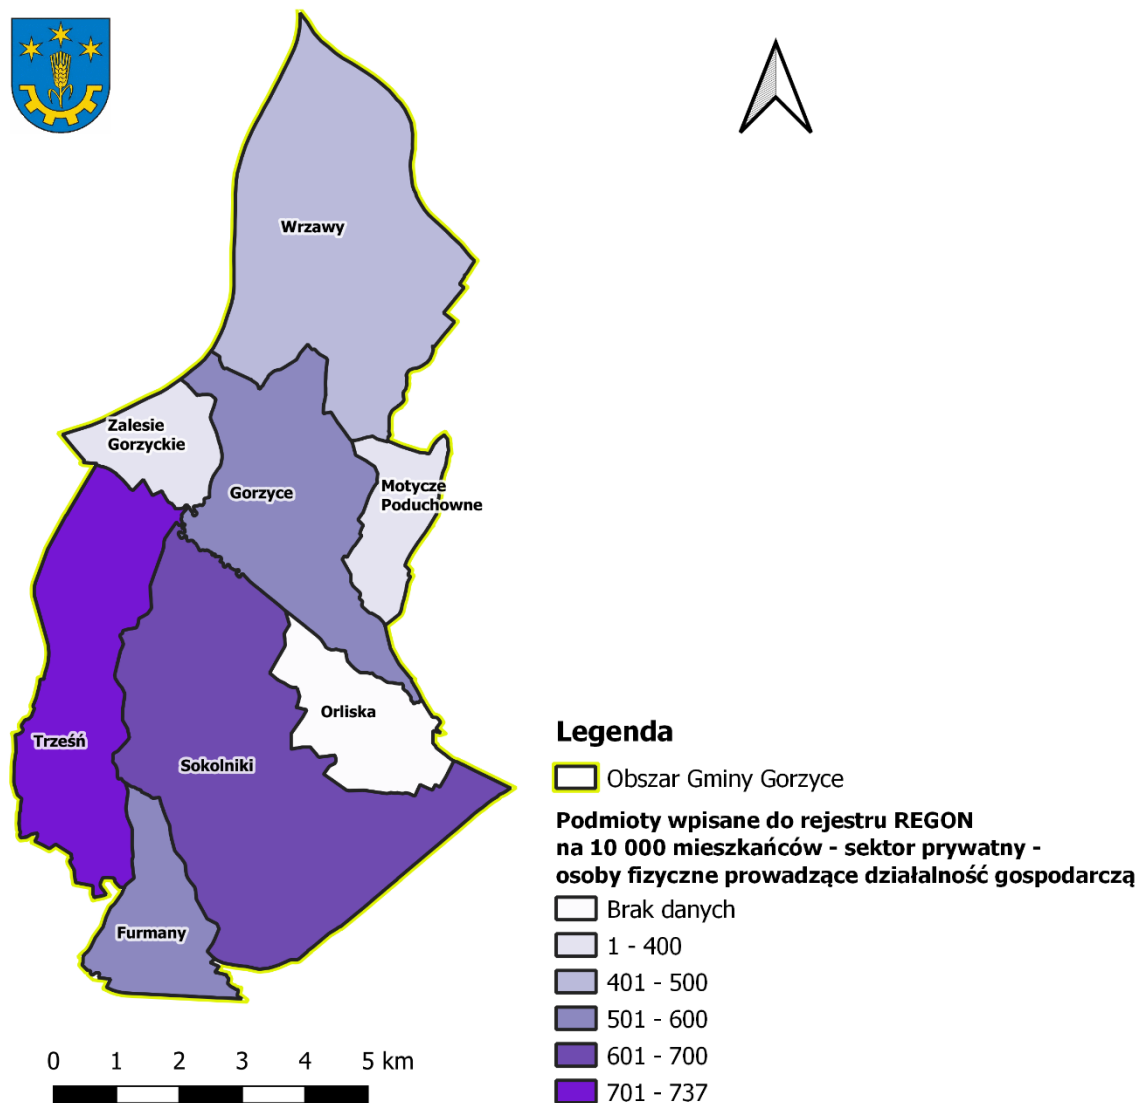 Wrzawy
Zalesie
Gorzyckie
Gorzyce
Motycze
Poduchowne
Orliska
Trześń
Sokolniki
Furmany
Legenda
Obszar Gminy Gorzyce
Podmioty wpisane do rejestru REGON
na 10 000 mieszkańców - sektor prywatny -
osoby fizyczne prowadzące działalność gospodarczą
Brak danych
1 - 400
401 - 500
501 - 600
601 - 700
701 - 737
0 1 2 3 4 5 km